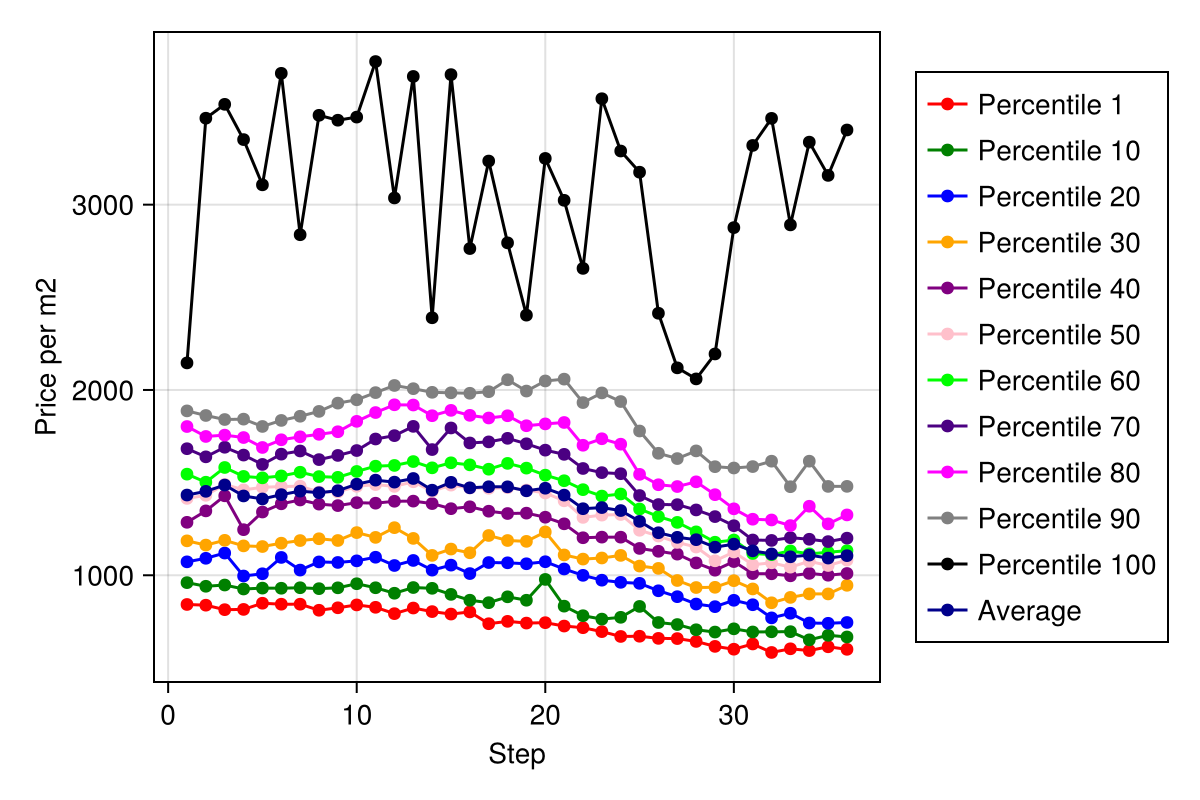 3000
2000
1000
Price per m2
0
10
20
30
Step
Percentile 1
Percentile 10
Percentile 20
Percentile 30
Percentile 40
Percentile 50
Percentile 60
Percentile 70
Percentile 80
Percentile 90
Percentile 100
Average